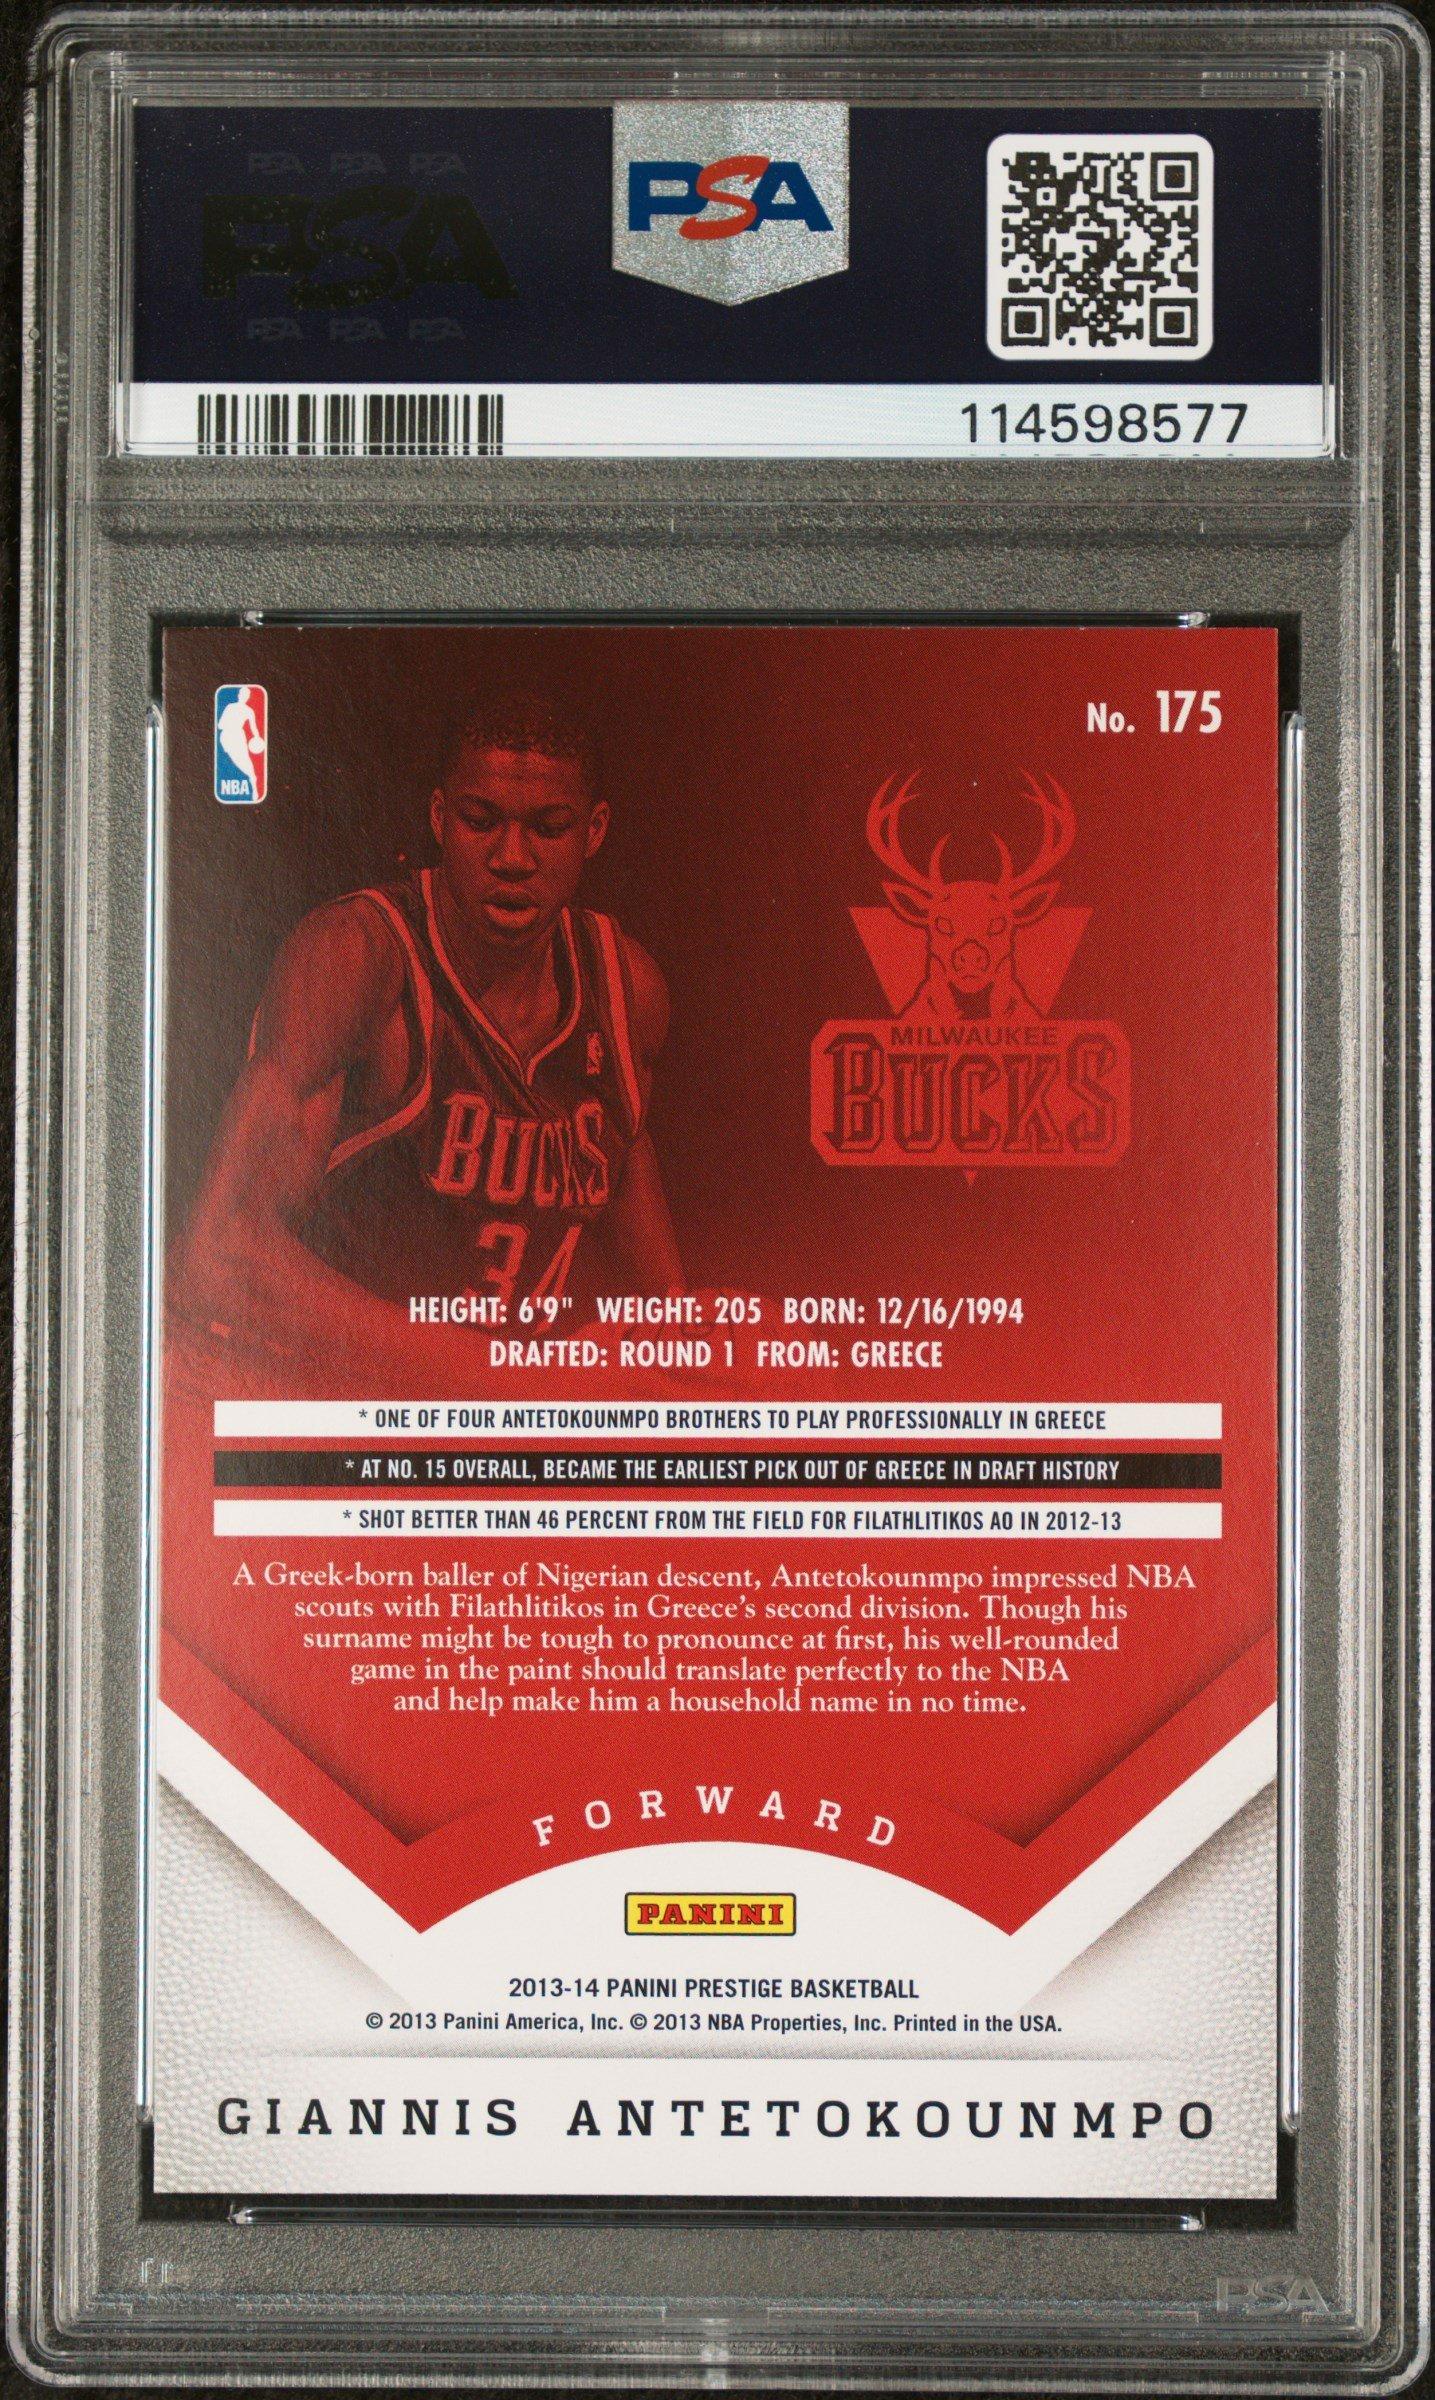 PSA PSA PSA
PSA
PSA PSA PSA
PSA
114598577
NBA
No. 175
MILWAUKEE
BUCKS
BUCKS
34
HEIGHT: 6'9" WEIGHT: 205 BORN: 12/16/1994
DRAFTED: ROUND 1 FROM: GREECE
* ONE OF FOUR ANTETOKOUNMPO BROTHERS TO PLAY PROFESSIONALLY IN GREECE
* AT NO. 15 OVERALL, BECAME THE EARLIEST PICK OUT OF GREECE IN DRAFT HISTORY
* SHOT BETTER THAN 46 PERCENT FROM THE FIELD FOR FILATHLITIKOS AO IN 2012-13
A Greek-born baller of Nigerian descent, Antetokounmpo impressed NBA
scouts with Filathlitikos in Greece's second division. Though his
surname might be tough to pronounce at first, his well-rounded
game in the paint should translate perfectly to the NBA
and help make him a household name in no time.
FORWARD
PANINI
2013-14 PANINI PRESTIGE BASKETBALL
© 2013 Panini America, Inc. © 2013 NBA Properties, Inc. Printed in the USA.
GIANNIS ANTETOKOUNMPO
PSA